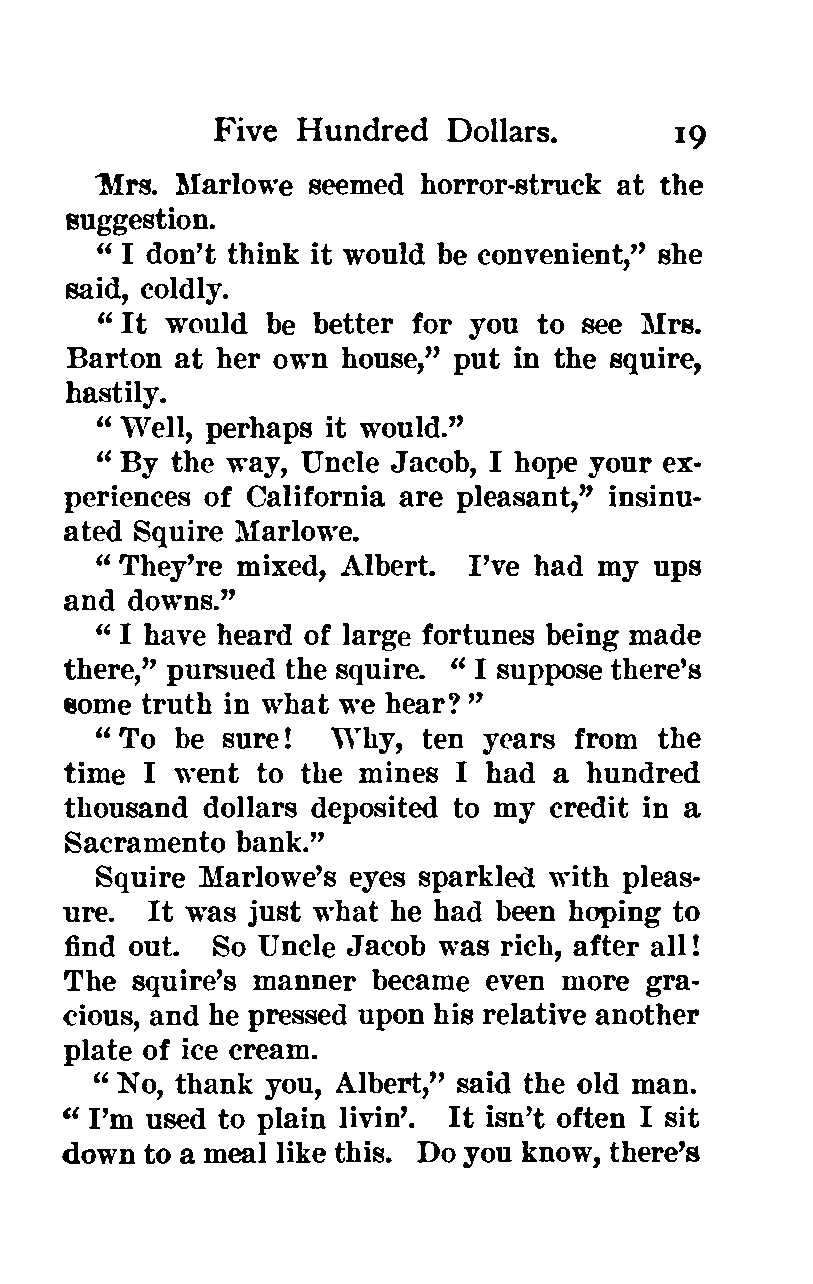 Five Hundred Dollars. 19
Mrs. Marlowe seemed horror-struck at the
suggestion.
“ I don’t think it would be convenient,” she
said, coldly.
“ It would be better for you to see Mrs.
Barton at her own house,” put in the squire,
hastily.
“ Well, perhaps it would.”
“ By the way, Uncle Jacob, I hope your ex-
periences of California are pleasant,” insinu-
ated Squire Marlowe.
“ They’re mixed, Albert. I’ve had my ups
and downs.”
“ I have heard of large fortunes being made
there,” pursued the squire. “ I suppose there’s
some truth in what we hear? ”
“ To be sure! Why, ten years from the
time I went to the mines I had a hundred
thousand dollars deposited to my credit in a
Sacramento bank.”
Squire Marlowe’s eyes sparkled with pleas-
ure. It was just what he had been hoping to
find out. So Uncle Jacob was rich, after all!
The squire’s manner became even more gra-
cious, and he pressed upon his relative another
plate of ice cream.
“ No, thank you, Albert,” said the old man.
“ I’m used to plain livin’. It isn’t often I sit
down to a meal like this. Do you know, there’s